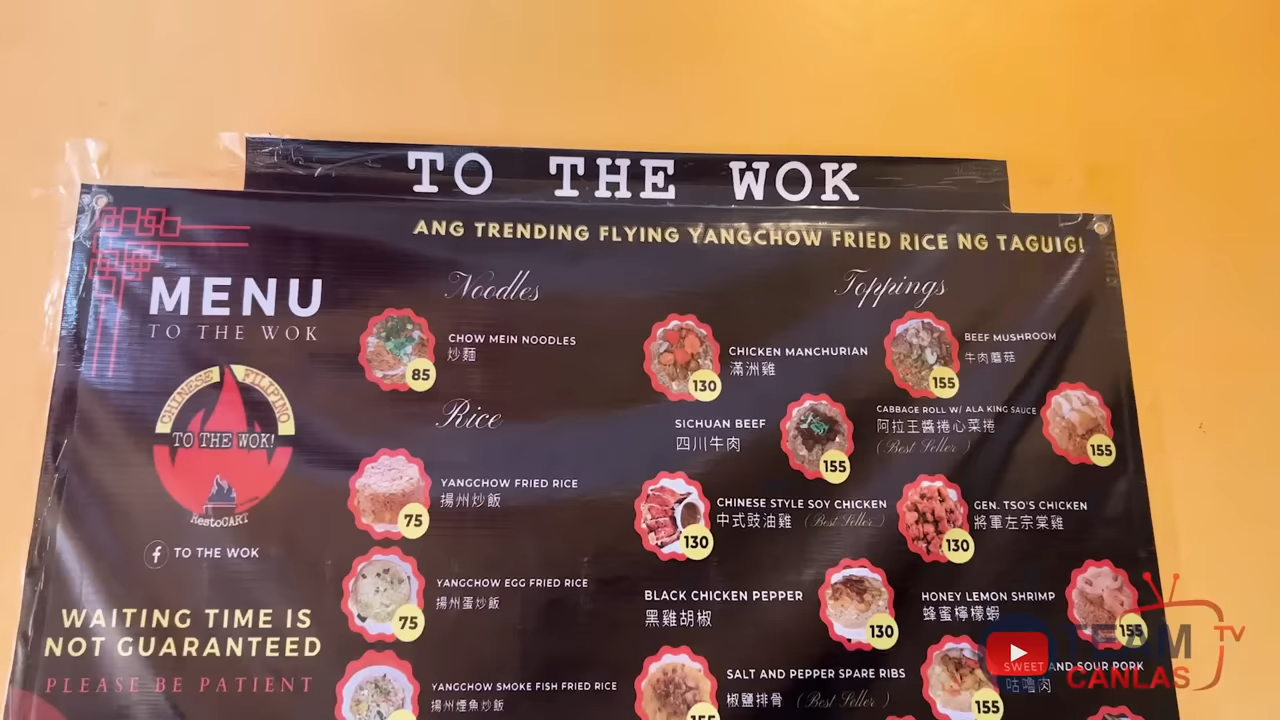 TO THE WOK
ANG TRENDING FLYING YANGCHOW FRIED RICE NG TAGUIG!
MENU
TO THE WOK
CHINESE FILIPINO
TO THE WOK!
RestoCART
TO THE WOK
WAITING TIME IS
NOT GUARANTEED
PLEASE BE PATIENT
Noodles
CHOW MEIN NOODLES
炒麵
85
Rice
YANGCHOW FRIED RICE
揚州炒飯
75
YANGCHOW EGG FRIED RICE
揚州蛋炒飯
75
YANGCHOW SMOKE FISH FRIED RICE
揚州煙魚炒飯
Toppings
CHICKEN MANCHURIAN
滿洲雞
130
BEEF MUSHROOM
牛肉蘑菇
155
SICHUAN BEEF
四川牛肉
155
CABBAGE ROLL W/ ALA KING SAUCE
阿拉王醬捲心菜捲
(Best Seller)
155
CHINESE STYLE SOY CHICKEN
中式豉油雞 (Best Seller)
130
GEN. TSO'S CHICKEN
將軍左宗棠雞
130
BLACK CHICKEN PEPPER
黑雞胡椒
130
HONEY LEMON SHRIMP
蜂蜜檸檬蝦
155
SALT AND PEPPER SPARE RIBS
椒鹽排骨 (Best Seller)
155
SWEET AND SOUR PORK
咕嚕肉
155
TEAM TV
CANLAS